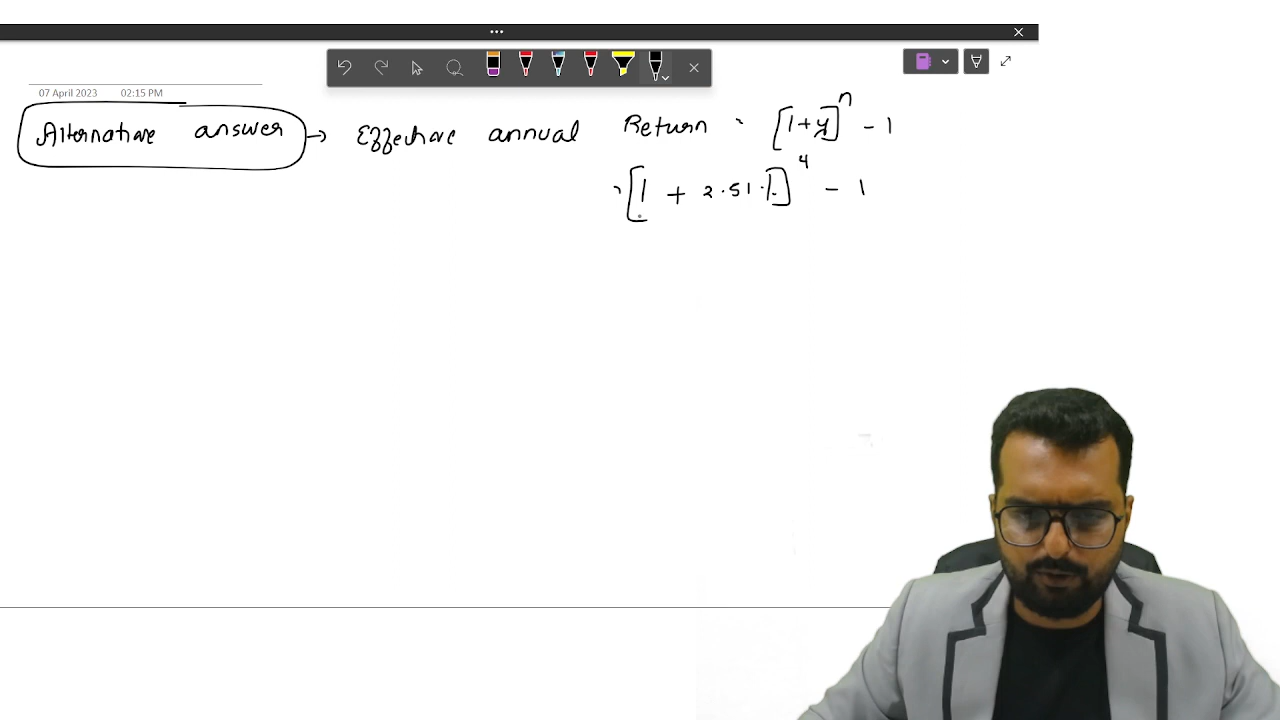 07 April 2023 02:15 PM
Alternative answer → Effective annual Return = [1+y]^n - 1
= [1 + 2.51%]^4 - 1